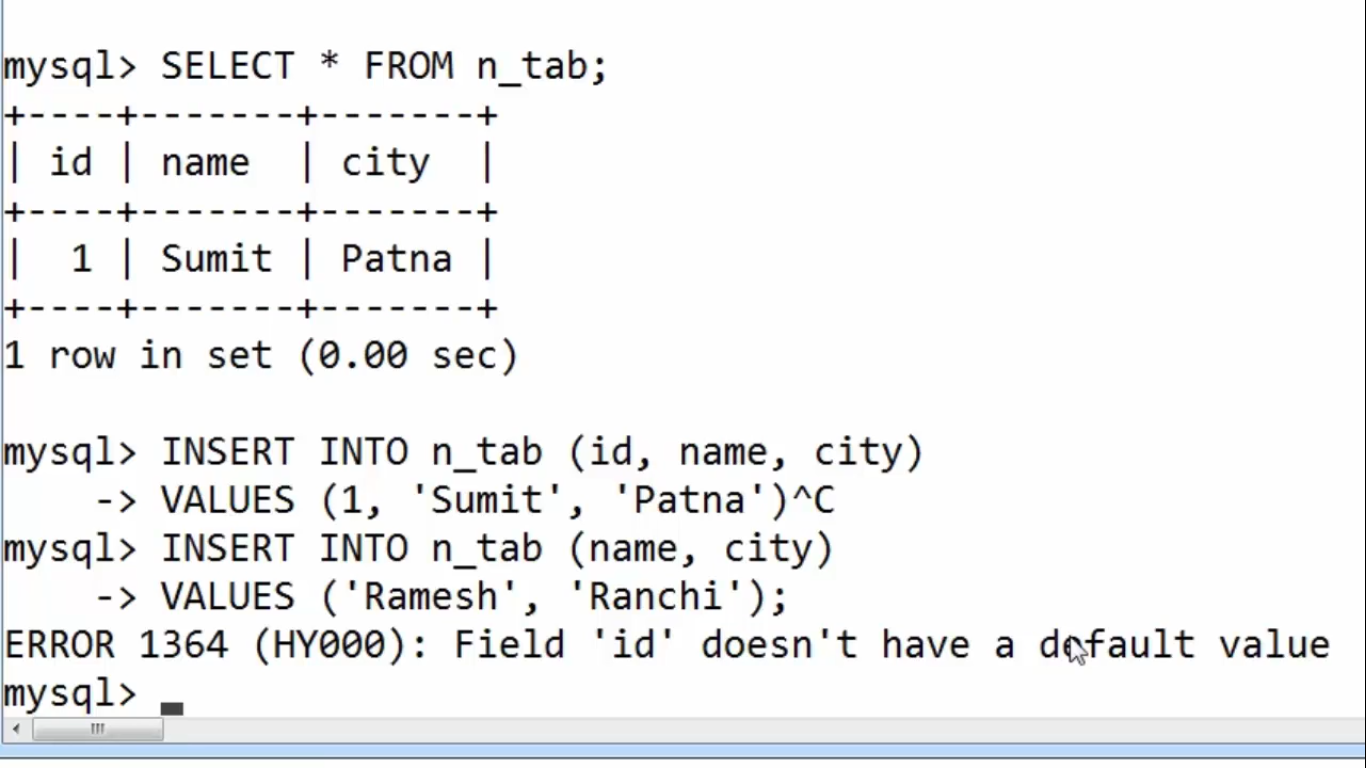 mysql> SELECT * FROM n_tab;
+----+-------+-------+
| id | name  | city  |
+----+-------+-------+
|  1 | Sumit | Patna |
+----+-------+-------+
1 row in set (0.00 sec)
mysql> INSERT INTO n_tab (id, name, city)
    -> VALUES (1, 'Sumit', 'Patna')^C
mysql> INSERT INTO n_tab (name, city)
    -> VALUES ('Ramesh', 'Ranchi');
ERROR 1364 (HY000): Field 'id' doesn't have a default value
mysql>